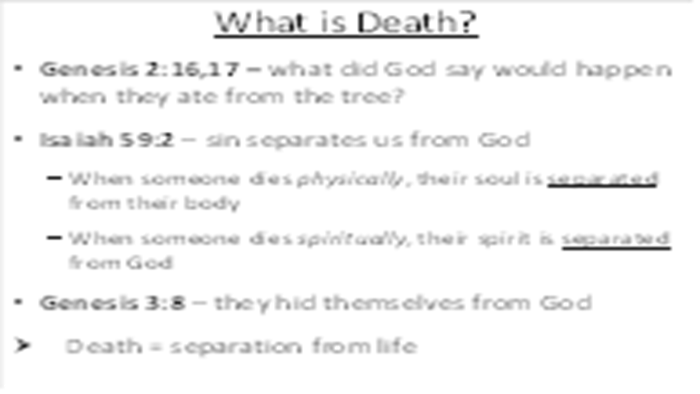 What is Death?
• Genesis 2:16,17 – what did God say would happen
when they ate from the tree?
• Isaiah 59:2 – sin separates us from God
– When someone dies physically, their soul is separated
from their body
– When someone dies spiritually, their spirit is separated
from God
• Genesis 3:8 – they hid themselves from God
➤ Death = separation from life